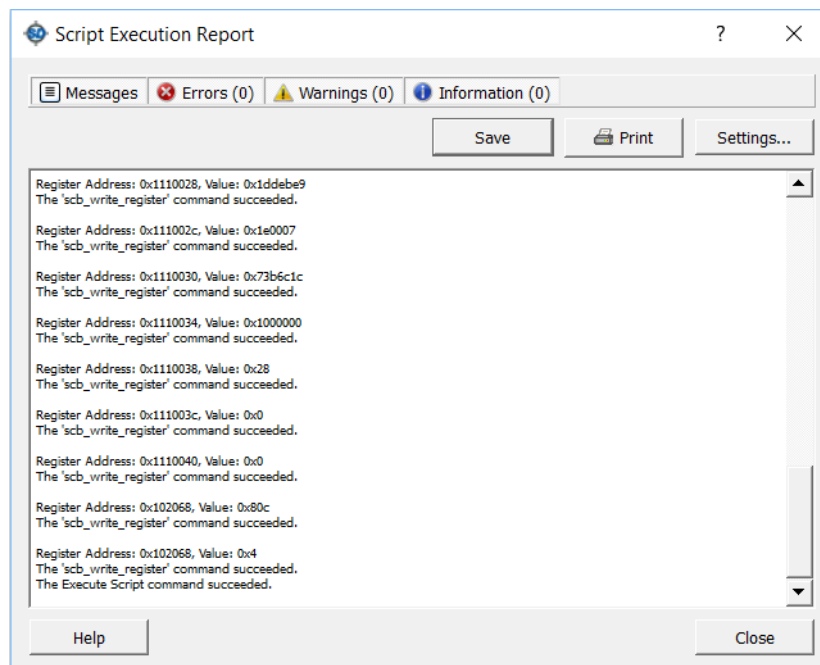 Script Execution Report
?
Messages
Errors (0)
Warnings (0)
Information (0)
Save
Print
Settings...
Register Address: 0x1110028, Value: 0x1ddebe9
The 'scb_write_register' command succeeded.
Register Address: 0x111002c, Value: 0x1e0007
The 'scb_write_register' command succeeded.
Register Address: 0x1110030, Value: 0x73b6c1c
The 'scb_write_register' command succeeded.
Register Address: 0x1110034, Value: 0x1000000
The 'scb_write_register' command succeeded.
Register Address: 0x1110038, Value: 0x28
The 'scb_write_register' command succeeded.
Register Address: 0x111003c, Value: 0x0
The 'scb_write_register' command succeeded.
Register Address: 0x1110040, Value: 0x0
The 'scb_write_register' command succeeded.
Register Address: 0x102068, Value: 0x80c
The 'scb_write_register' command succeeded.
Register Address: 0x102068, Value: 0x4
The 'scb_write_register' command succeeded.
The Execute Script command succeeded.
Help
Close